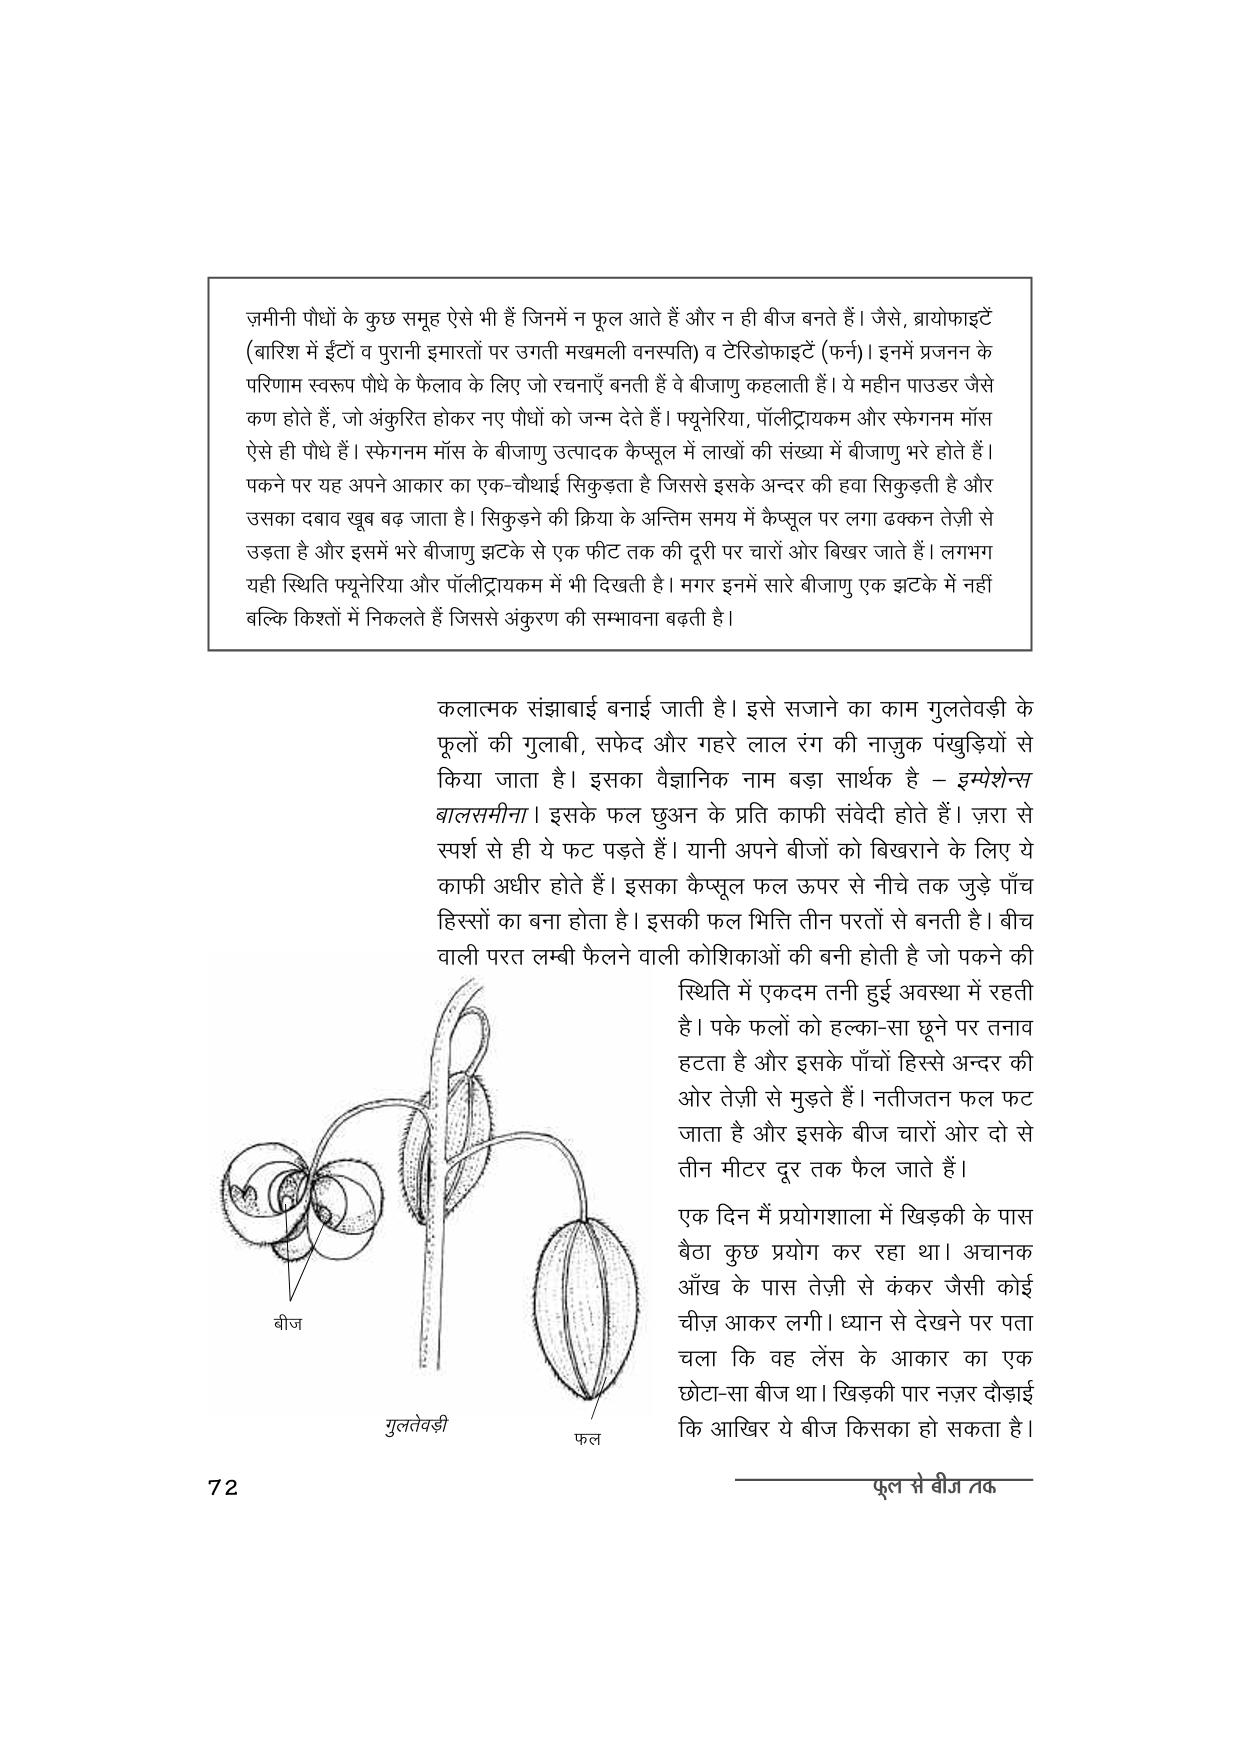 ज़मीनी पौधों के कुछ समूह ऐसे भी हैं जिनमें न फूल आते हैं और न ही बीज बनते हैं। जैसे, ब्रायोफाइटें
(बारिश में ईंटों व पुरानी इमारतों पर उगती मखमली वनस्पति) व टेरिडोफाइटें (फर्न)। इनमें प्रजनन के
परिणाम स्वरूप पौधे के फैलाव के लिए जो रचनाएँ बनती हैं वे बीजाणु कहलाती हैं। ये महीन पाउडर जैसे
कण होते हैं, जो अंकुरित होकर नए पौधों को जन्म देते हैं। फ्यूनेरिया, पॉलीट्रायकम और स्फेगनम मॉस
ऐसे ही पौधे हैं। स्फेगनम मॉस के बीजाणु उत्पादक कैप्सूल में लाखों की संख्या में बीजाणु भरे होते हैं।
पकने पर यह अपने आकार का एक-चौथाई सिकुड़ता है जिससे इसके अन्दर की हवा सिकुड़ती है और
उसका दबाव खूब बढ़ जाता है। सिकुड़ने की क्रिया के अन्तिम समय में कैप्सूल पर लगा ढक्कन तेज़ी से
उड़ता है और इसमें भरे बीजाणु झटके से एक फीट तक की दूरी पर चारों ओर बिखर जाते हैं। लगभग
यही स्थिति फ्यूनेरिया और पॉलीट्रायकम में भी दिखती है। मगर इनमें सारे बीजाणु एक झटके में नहीं
बल्कि किश्तों में निकलते हैं जिससे अंकुरण की सम्भावना बढ़ती है।
कलात्मक संझाबाई बनाई जाती है। इसे सजाने का काम गुलतेवड़ी के
फूलों की गुलाबी, सफेद और गहरे लाल रंग की नाज़ुक पंखुड़ियों से
किया जाता है। इसका वैज्ञानिक नाम बड़ा सार्थक है – इम्पेशेन्स
बालसमीना। इसके फल छुअन के प्रति काफी संवेदी होते हैं। ज़रा से
स्पर्श से ही ये फट पड़ते हैं। यानी अपने बीजों को बिखराने के लिए ये
काफी अधीर होते हैं। इसका कैप्सूल फल ऊपर से नीचे तक जुड़े पाँच
हिस्सों का बना होता है। इसकी फल भित्ति तीन परतों से बनती है। बीच
वाली परत लम्बी फैलने वाली कोशिकाओं की बनी होती है जो पकने की
स्थिति में एकदम तनी हुई अवस्था में रहती
है। पके फलों को हल्का-सा छूने पर तनाव
हटता है और इसके पाँचों हिस्से अन्दर की
ओर तेज़ी से मुड़ते हैं। नतीजतन फल फट
जाता है और इसके बीज चारों ओर दो से
तीन मीटर दूर तक फैल जाते हैं।
एक दिन मैं प्रयोगशाला में खिड़की के पास
बैठा कुछ प्रयोग कर रहा था। अचानक
आँख के पास तेज़ी से कंकर जैसी कोई
चीज़ आकर लगी। ध्यान से देखने पर पता
चला कि वह लेंस के आकार का एक
छोटा-सा बीज था। खिड़की पार नज़र दौड़ाई
कि आखिर ये बीज किसका हो सकता है।
बीज
गुलतेवड़ी
फल
72
फूल से बीज तक